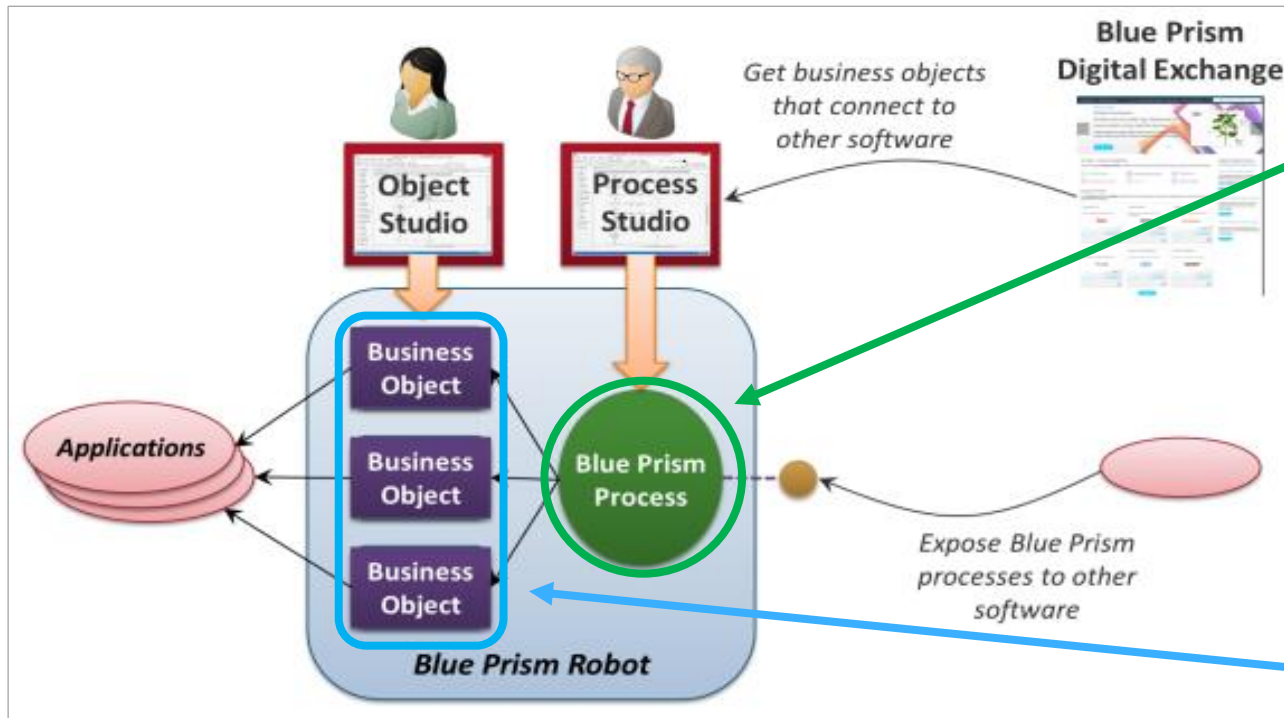 Blue Prism
Digital Exchange
Get business objects
that connect to
other software
Object
Studio
Process
Studio
Business
Object
Applications
Business
Object
Blue Prism
Process
Business
Object
Expose Blue Prism
processes to other
software
Blue Prism Robot